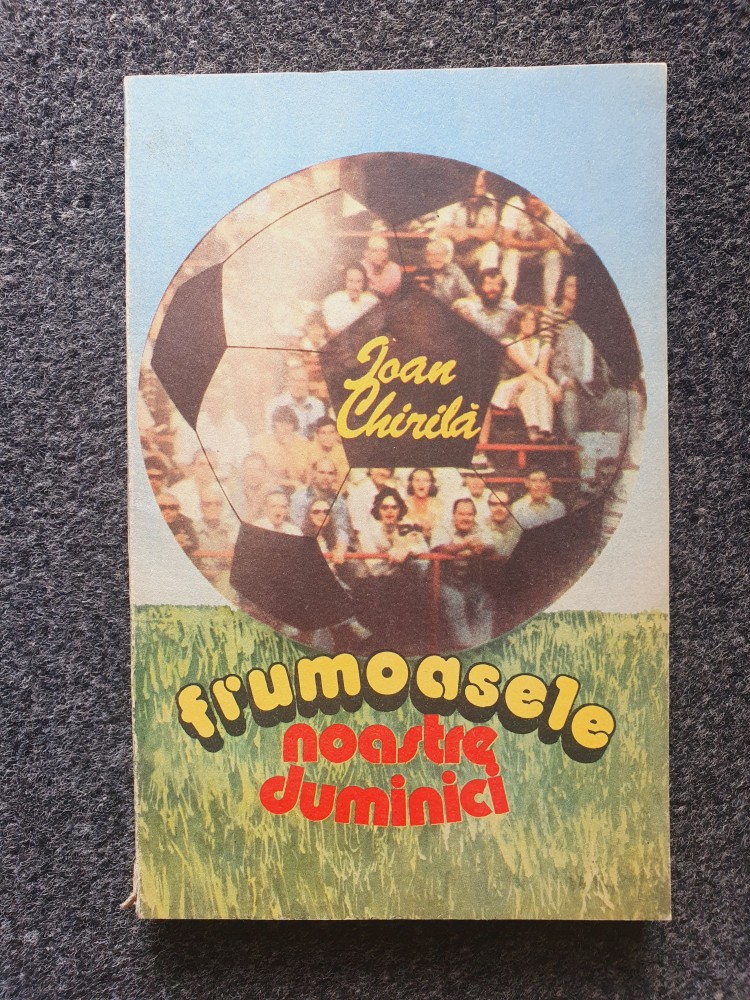 Ioan
Chirilă
frumoasele
noastre
duminici